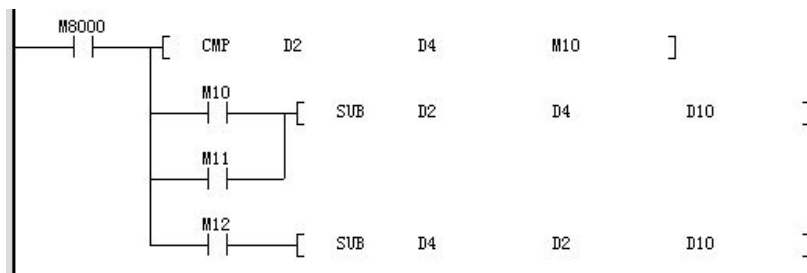 M8000
[ CMP D2 D4 M10 ]
M10
[ SUB D2 D4 D10 ]
M11
M12
[ SUB D4 D2 D10 ]